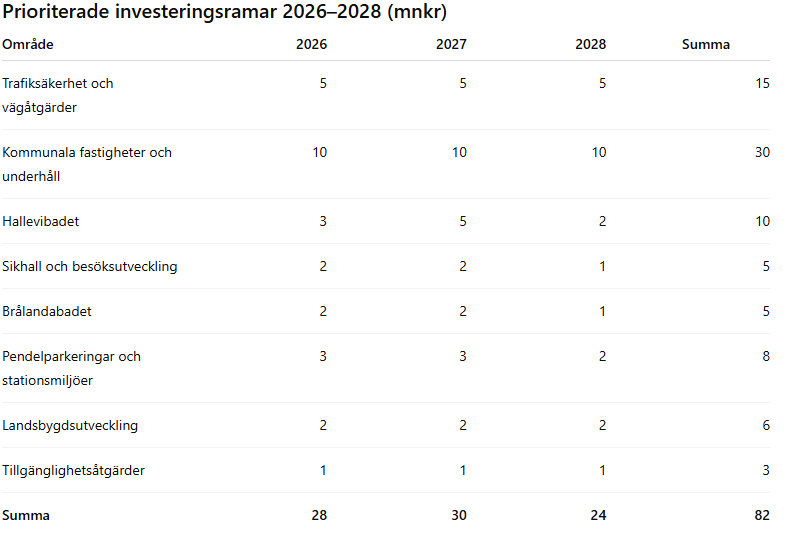 Prioriterade investeringsramar 2026–2028 (mnkr)
Område 2026 2027 2028 Summa
Trafiksäkerhet och
vägåtgärder 5 5 5 15
Kommunala fastigheter och
underhåll 10 10 10 30
Hallevibadet 3 5 2 10
Sikhall och besöksutveckling 2 2 1 5
Brålandabadet 2 2 1 5
Pendelparkeringar och
stationsmiljöer 3 3 2 8
Landsbygdsutveckling 2 2 2 6
Tillgänglighetsåtgärder 1 1 1 3
Summa 28 30 24 82